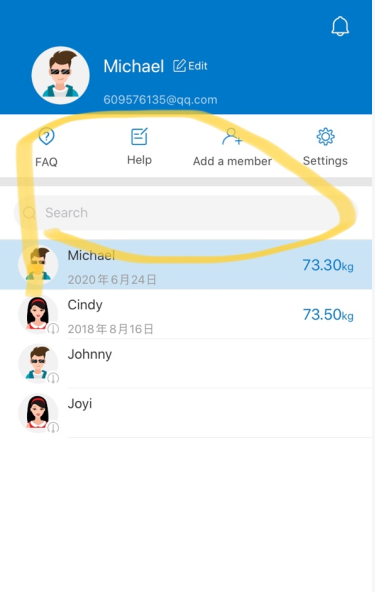 Michael Edit
609576135@qq.com
FAQ Help Add a member Settings
Search
Michael
2020年6月24日
73.30kg
Cindy
2018年8月16日
73.50kg
Johnny
Joyi